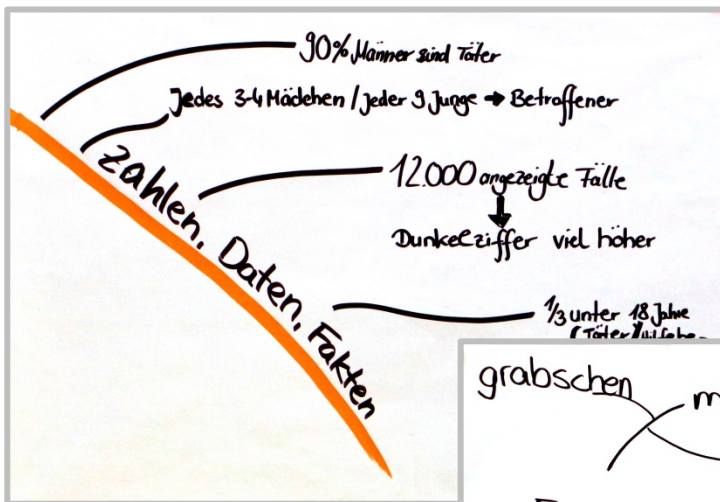 90% Männer sind Täter
Jedes 3-4 Mädchen / Jeder 9 Junge → Betroffener
Zahlen, Daten, Fakten
12.000 angezeigte Fälle
↓
Dunkelziffer viel höher
1/3 unter 18 Jahre
(Täter
grabschen
m